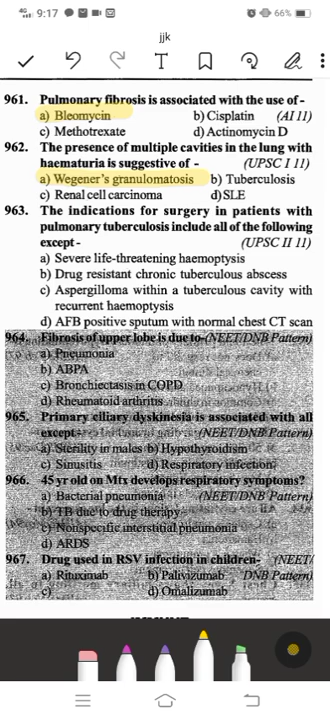 4G 9:17 66%
jjk
T
961. Pulmonary fibrosis is associated with the use of -
a) Bleomycin b) Cisplatin (AI 11)
c) Methotrexate d) Actinomycin D
962. The presence of multiple cavities in the lung with
haematuria is suggestive of - (UPSC I 11)
a) Wegener's granulomatosis b) Tuberculosis
c) Renal cell carcinoma d) SLE
963. The indications for surgery in patients with
pulmonary tuberculosis include all of the following
except - (UPSC II 11)
a) Severe life-threatening haemoptysis
b) Drug resistant chronic tuberculous abscess
c) Aspergilloma within a tuberculous cavity with
recurrent haemoptysis
d) AFB positive sputum with normal chest CT scan
964. Fibrosis of upper lobe is due to- (NEET/DNB Pattern)
a) Pneumonia
b) ABPA
c) Bronchiectasis in COPD
d) Rheumatoid arthritis
965. Primary ciliary dyskinesia is associated with all
except- (NEET/DNB Pattern)
a) Sterility in males b) Hypothyroidism
c) Sinusitis d) Respiratory infection
966. 45 yr old on Mtx develops respiratory symptoms?
a) Bacterial pneumonia (NEET/DNB Pattern)
b) TB due to drug therapy
c) Nonspecific interstitial pneumonia
d) ARDS
967. Drug used in RSV infection in children- (NEET/
a) Rituximab b) Palivizumab DNB Pattern)
c) d) Omalizumab